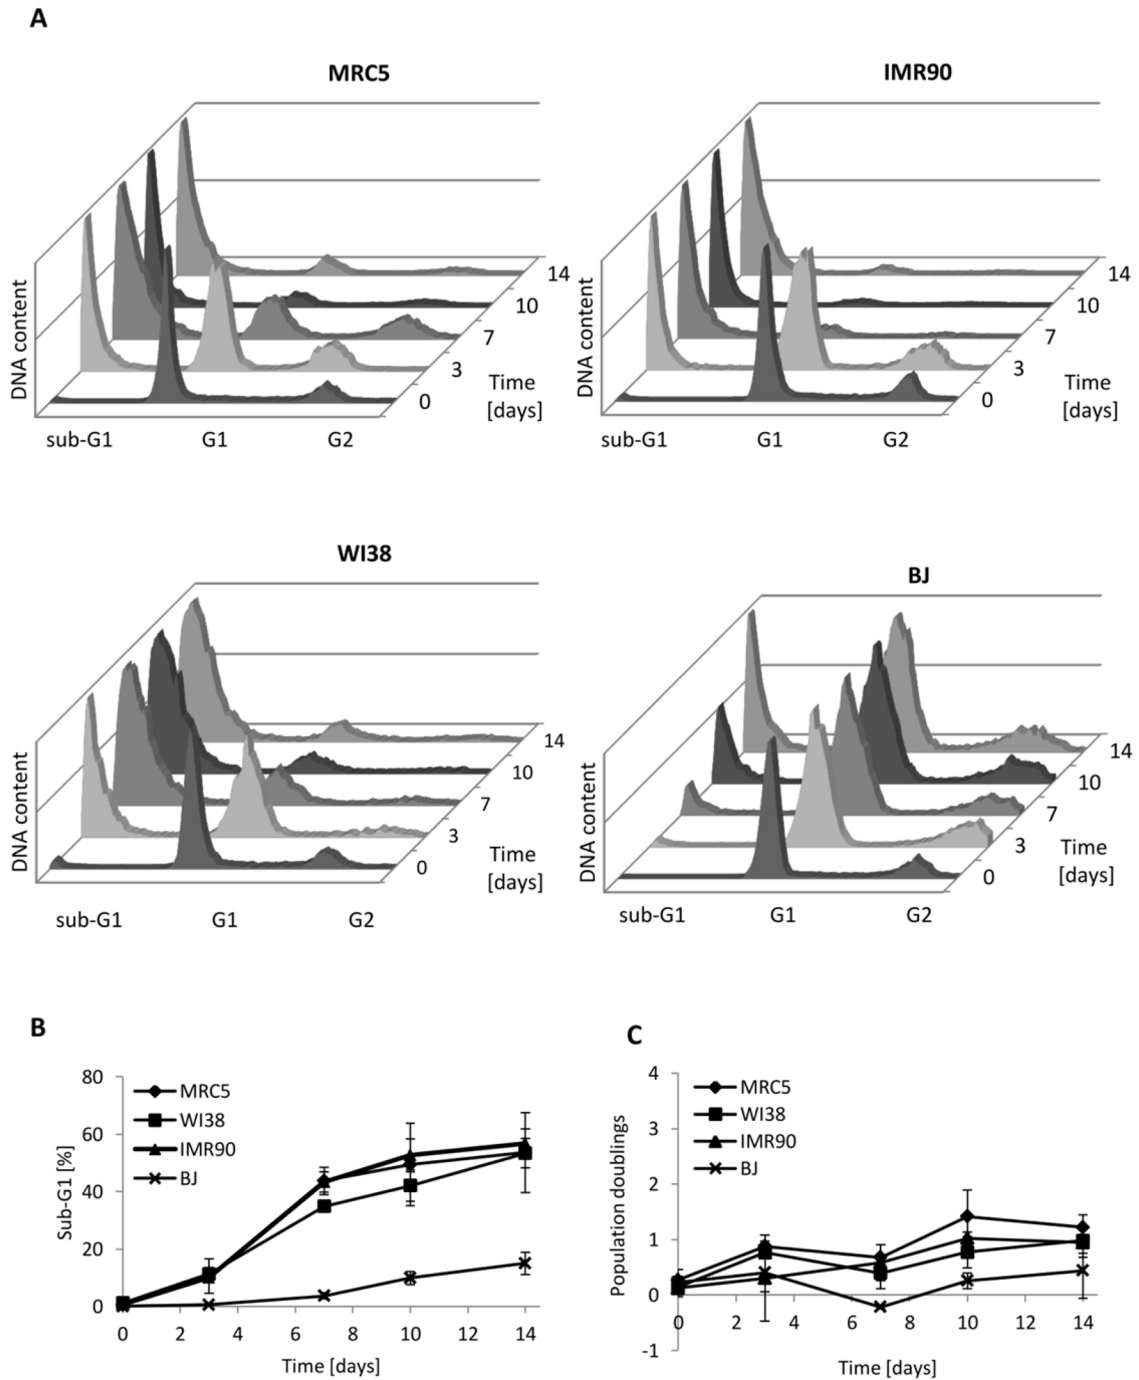 A
MRC5
IMR90
DNA content
14
10
7
3
0
Time
[days]
sub-G1 G1 G2
DNA content
14
10
7
3
0
Time
[days]
sub-G1 G1 G2
WI38
BJ
DNA content
14
10
7
3
0
Time
[days]
sub-G1 G1 G2
DNA content
14
10
7
3
0
Time
[days]
sub-G1 G1 G2
B
Sub-G1 [%]
80
60
40
20
0
MRC5
WI38
IMR90
BJ
0 2 4 6 8 10 12 14
Time [days]
C
Population doublings
4
3
2
1
0
-1
MRC5
WI38
IMR90
BJ
0 2 4 6 8 10 12 14
Time [days]